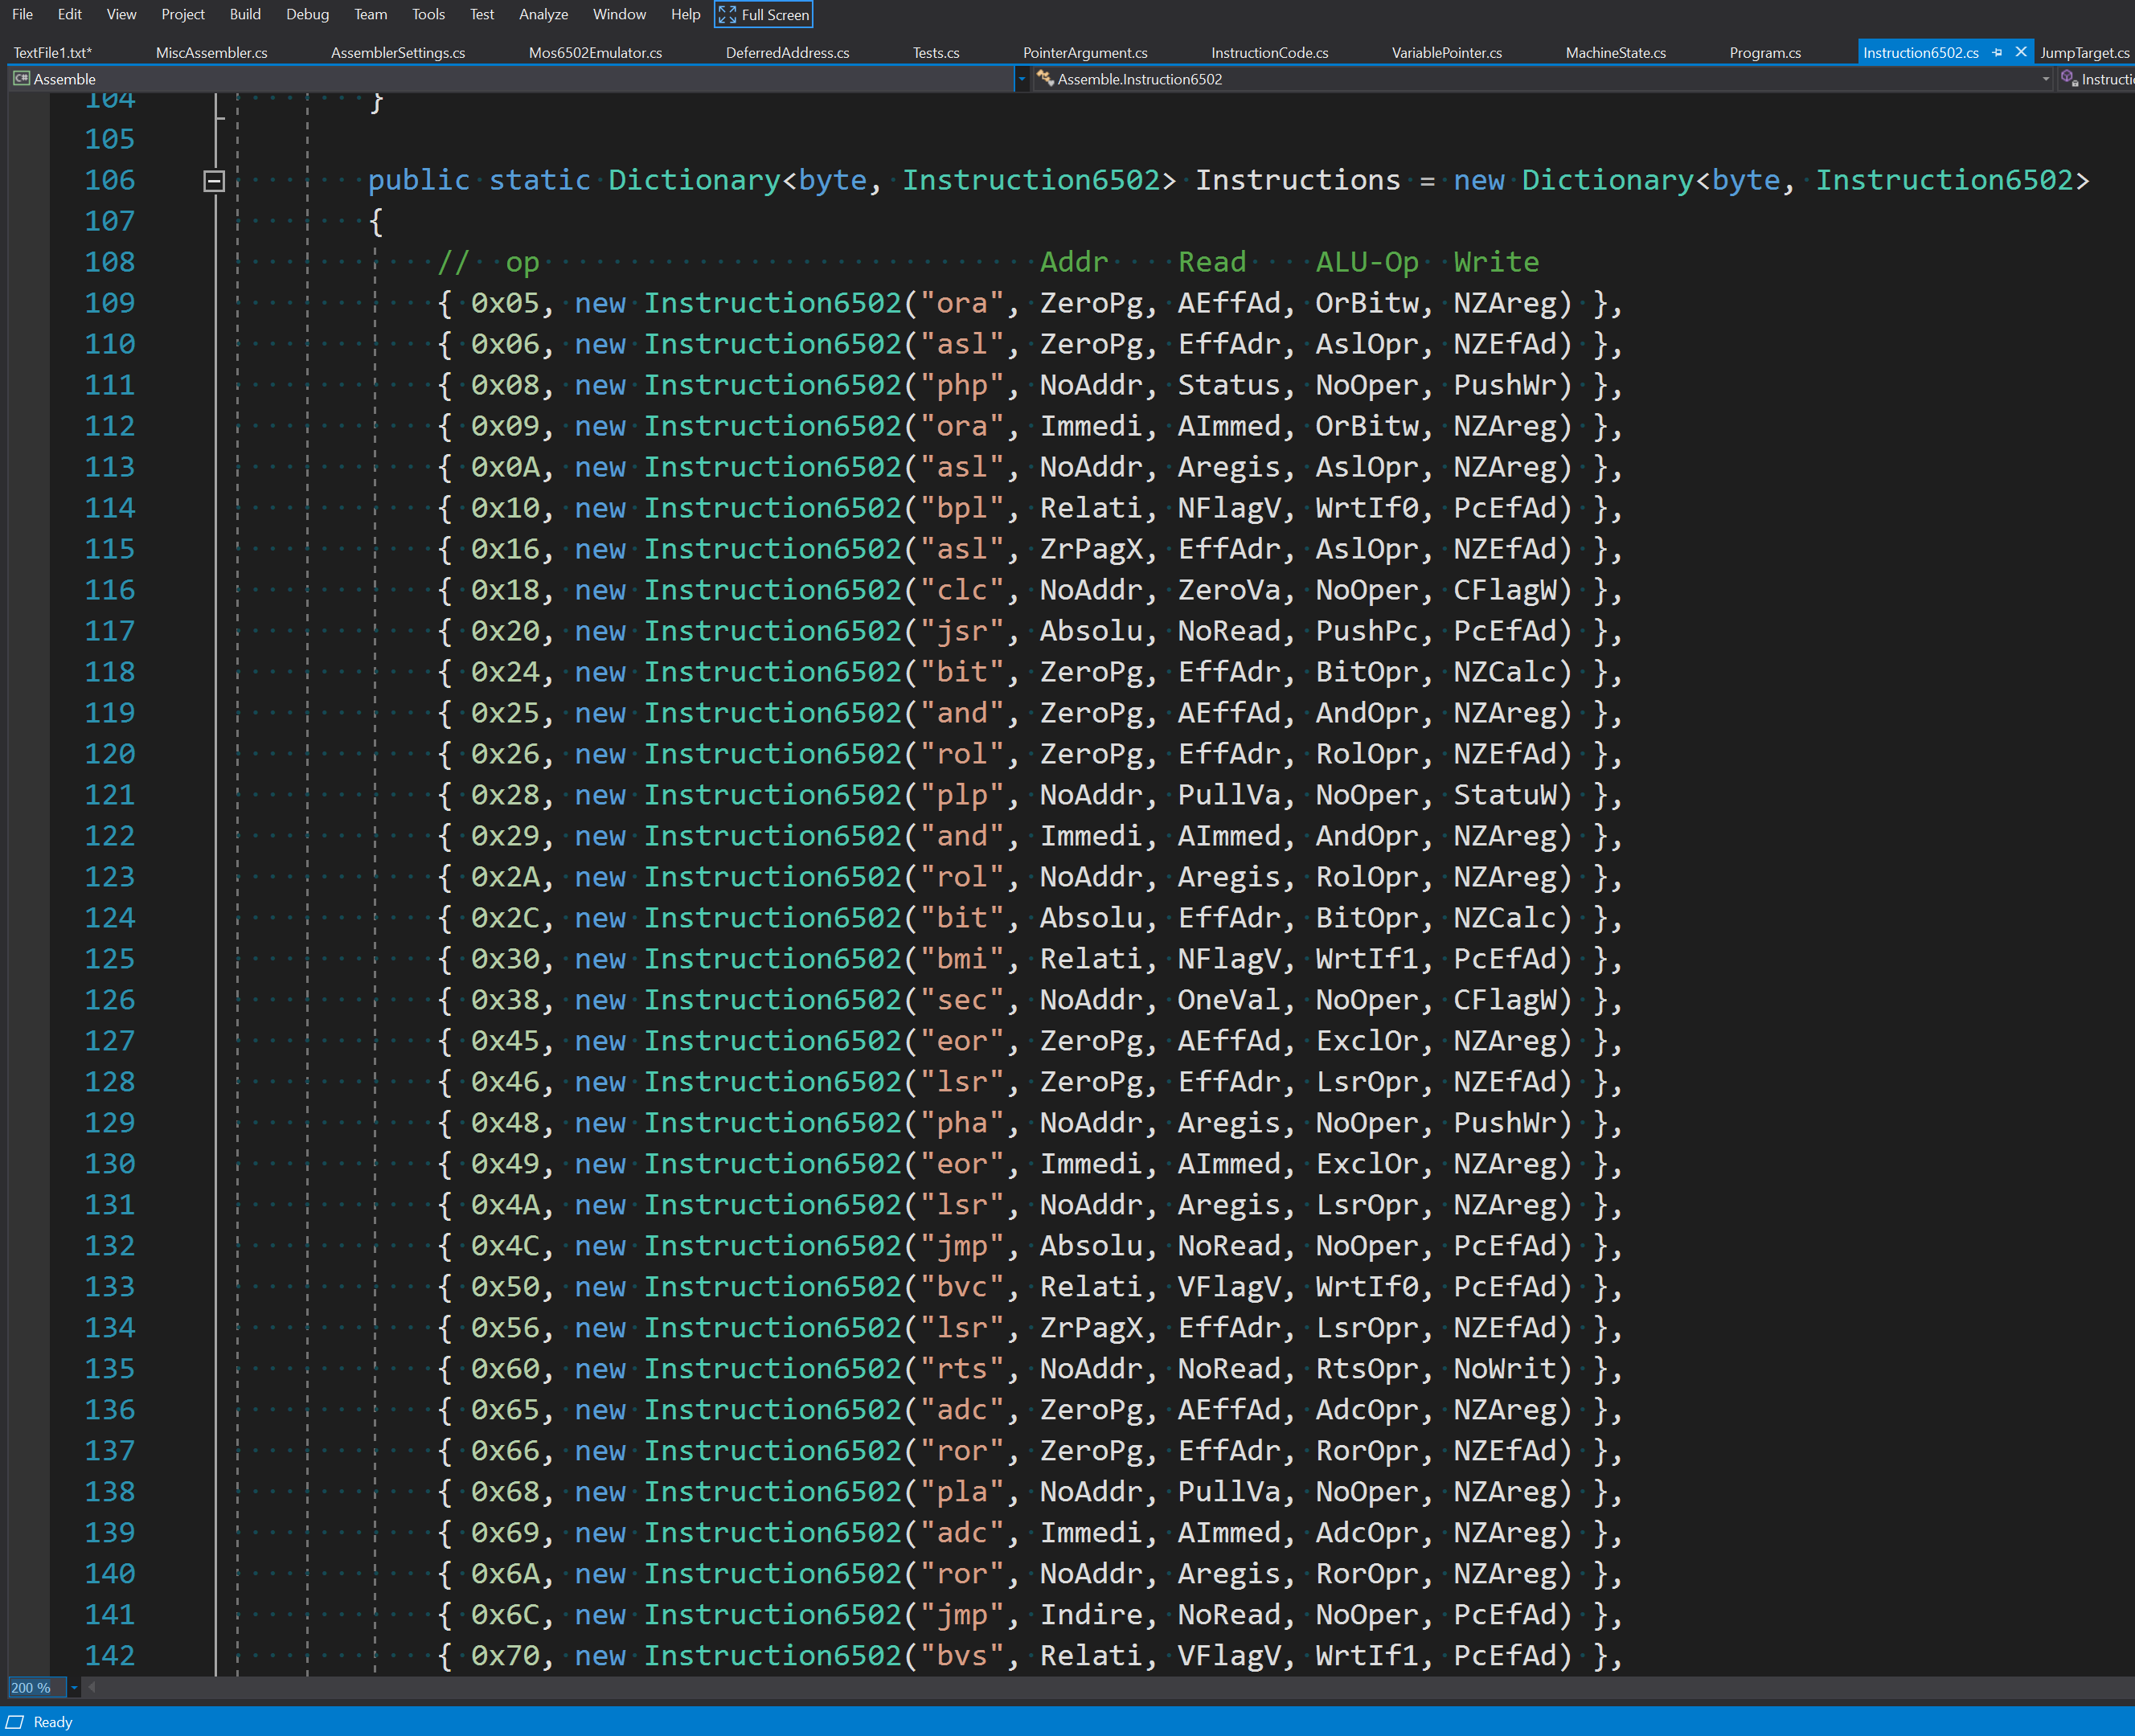 File Edit View Project Build Debug Team Tools Test Analyze Window Help Full Screen
TextFile1.txt* MiscAssembler.cs AssemblerSettings.cs Mos6502Emulator.cs DeferredAddress.cs Tests.cs PointerArgument.cs InstructionCode.cs VariablePointer.cs MachineState.cs Program.cs Instruction6502.cs JumpTarget.cs
C# Assemble Assemble.Instruction6502 Instructi
104 }
105
106 public static Dictionary<byte, Instruction6502> Instructions = new Dictionary<byte, Instruction6502>
107 {
108 // op Addr Read ALU-Op Write
109 { 0x05, new Instruction6502("ora", ZeroPg, AEffAd, OrBitw, NZAreg) },
110 { 0x06, new Instruction6502("asl", ZeroPg, EffAdr, AslOpr, NZEfAd) },
111 { 0x08, new Instruction6502("php", NoAddr, Status, NoOper, PushWr) },
112 { 0x09, new Instruction6502("ora", Immedi, AImmed, OrBitw, NZAreg) },
113 { 0x0A, new Instruction6502("asl", NoAddr, Aregis, AslOpr, NZAreg) },
114 { 0x10, new Instruction6502("bpl", Relati, NFlagV, WrtIf0, PcEfAd) },
115 { 0x16, new Instruction6502("asl", ZrPagX, EffAdr, AslOpr, NZEfAd) },
116 { 0x18, new Instruction6502("clc", NoAddr, ZeroVa, NoOper, CFlagW) },
117 { 0x20, new Instruction6502("jsr", Absolu, NoRead, PushPc, PcEfAd) },
118 { 0x24, new Instruction6502("bit", ZeroPg, EffAdr, BitOpr, NZCalc) },
119 { 0x25, new Instruction6502("and", ZeroPg, AEffAd, AndOpr, NZAreg) },
120 { 0x26, new Instruction6502("rol", ZeroPg, EffAdr, RolOpr, NZEfAd) },
121 { 0x28, new Instruction6502("plp", NoAddr, PullVa, NoOper, StatuW) },
122 { 0x29, new Instruction6502("and", Immedi, AImmed, AndOpr, NZAreg) },
123 { 0x2A, new Instruction6502("rol", NoAddr, Aregis, RolOpr, NZAreg) },
124 { 0x2C, new Instruction6502("bit", Absolu, EffAdr, BitOpr, NZCalc) },
125 { 0x30, new Instruction6502("bmi", Relati, NFlagV, WrtIf1, PcEfAd) },
126 { 0x38, new Instruction6502("sec", NoAddr, OneVal, NoOper, CFlagW) },
127 { 0x45, new Instruction6502("eor", ZeroPg, AEffAd, ExclOr, NZAreg) },
128 { 0x46, new Instruction6502("lsr", ZeroPg, EffAdr, LsrOpr, NZEfAd) },
129 { 0x48, new Instruction6502("pha", NoAddr, Aregis, NoOper, PushWr) },
130 { 0x49, new Instruction6502("eor", Immedi, AImmed, ExclOr, NZAreg) },
131 { 0x4A, new Instruction6502("lsr", NoAddr, Aregis, LsrOpr, NZAreg) },
132 { 0x4C, new Instruction6502("jmp", Absolu, NoRead, NoOper, PcEfAd) },
133 { 0x50, new Instruction6502("bvc", Relati, VFlagV, WrtIf0, PcEfAd) },
134 { 0x56, new Instruction6502("lsr", ZrPagX, EffAdr, LsrOpr, NZEfAd) },
135 { 0x60, new Instruction6502("rts", NoAddr, NoRead, RtsOpr, NoWrit) },
136 { 0x65, new Instruction6502("adc", ZeroPg, AEffAd, AdcOpr, NZAreg) },
137 { 0x66, new Instruction6502("ror", ZeroPg, EffAdr, RorOpr, NZEfAd) },
138 { 0x68, new Instruction6502("pla", NoAddr, PullVa, NoOper, NZAreg) },
139 { 0x69, new Instruction6502("adc", Immedi, AImmed, AdcOpr, NZAreg) },
140 { 0x6A, new Instruction6502("ror", NoAddr, Aregis, RorOpr, NZAreg) },
141 { 0x6C, new Instruction6502("jmp", Indire, NoRead, NoOper, PcEfAd) },
142 { 0x70, new Instruction6502("bvs", Relati, VFlagV, WrtIf1, PcEfAd) },
200 %
Ready